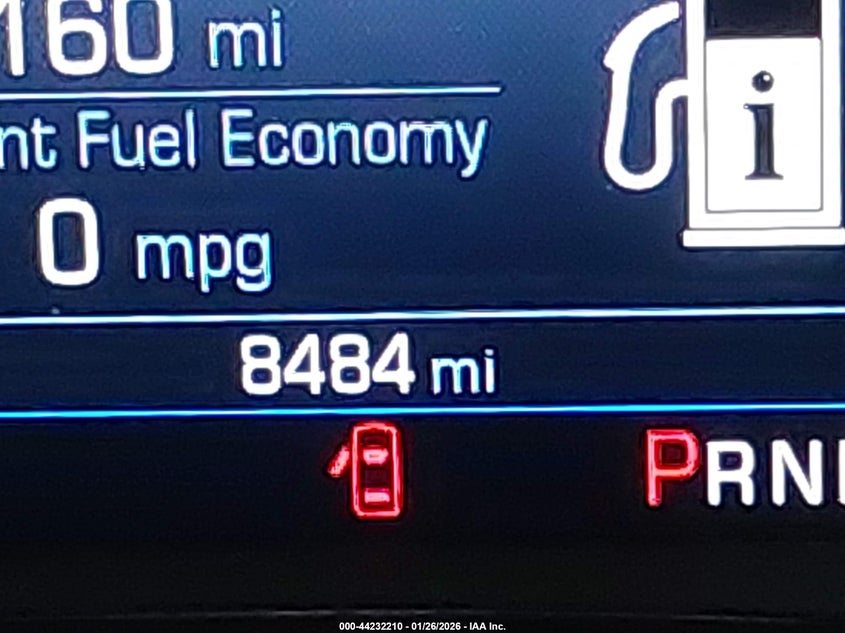 160 mi
nt Fuel Economy
0 mpg
i
8484 mi
PRN
000-44232210 - 01/26/2026 - IAA Inc.